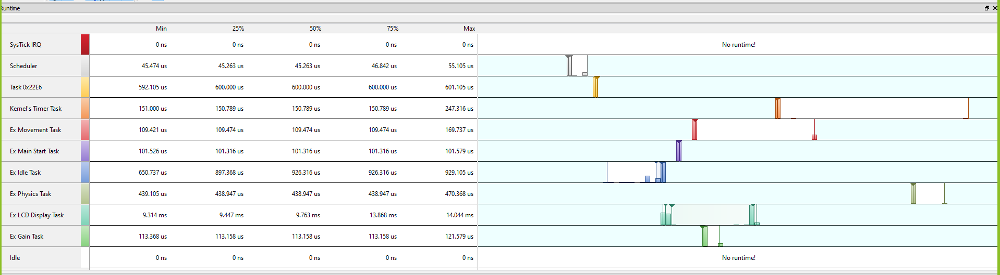 Runtime
Min 25% 50% 75% Max
SysTick IRQ 0 ns 0 ns 0 ns 0 ns 0 ns No runtime!
Scheduler 45.474 us 45.263 us 45.263 us 46.842 us 55.105 us
Task 0x22E6 592.105 us 600.000 us 600.000 us 600.000 us 601.105 us
Kernel's Timer Task 151.000 us 150.789 us 150.789 us 150.789 us 247.316 us
Ex Movement Task 109.421 us 109.474 us 109.474 us 109.474 us 169.737 us
Ex Main Start Task 101.526 us 101.316 us 101.316 us 101.316 us 101.579 us
Ex Idle Task 650.737 us 897.368 us 926.316 us 926.316 us 929.105 us
Ex Physics Task 439.105 us 438.947 us 438.947 us 438.947 us 470.368 us
Ex LCD Display Task 9.314 ms 9.447 ms 9.763 ms 13.868 ms 14.044 ms
Ex Gain Task 113.368 us 113.158 us 113.158 us 113.158 us 121.579 us
Idle 0 ns 0 ns 0 ns 0 ns 0 ns No runtime!